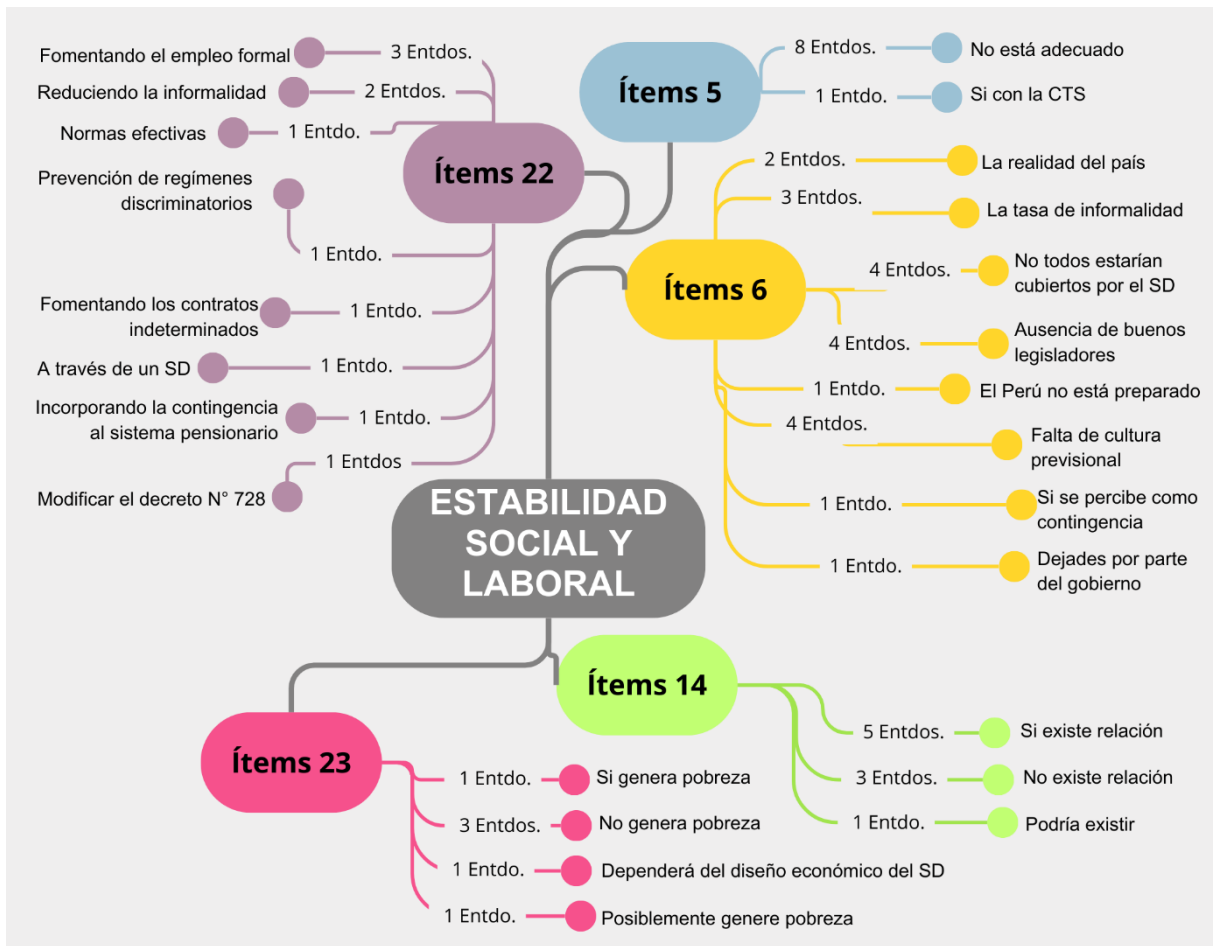 Ítems 22
Fomentando el empleo formal
3 Entdos.
Reduciendo la informalidad
2 Entdos.
Normas efectivas
1 Entdo.
Prevención de regímenes
discriminatorios
1 Entdo.
Fomentando los contratos
indeterminados
1 Entdo.
A través de un SD
1 Entdo.
Incorporando la contingencia
al sistema pensionario
1 Entdo.
Modificar el decreto N° 728
1 Entdos
Ítems 5
8 Entdos.
No está adecuado
1 Entdo.
Si con la CTS
Ítems 6
2 Entdos.
La realidad del país
3 Entdos.
La tasa de informalidad
4 Entdos.
No todos estarían
cubiertos por el SD
4 Entdos.
Ausencia de buenos
legisladores
1 Entdo.
El Perú no está preparado
4 Entdos.
Falta de cultura
previsional
1 Entdo.
Si se percibe como
contingencia
1 Entdo.
Dejades por parte
del gobierno
ESTABILIDAD
SOCIAL Y
LABORAL
Ítems 14
5 Entdos.
Si existe relación
3 Entdos.
No existe relación
1 Entdo.
Podría existir
Ítems 23
1 Entdo.
Si genera pobreza
3 Entdos.
No genera pobreza
1 Entdo.
Dependerá del diseño económico del SD
1 Entdo.
Posiblemente genere pobreza